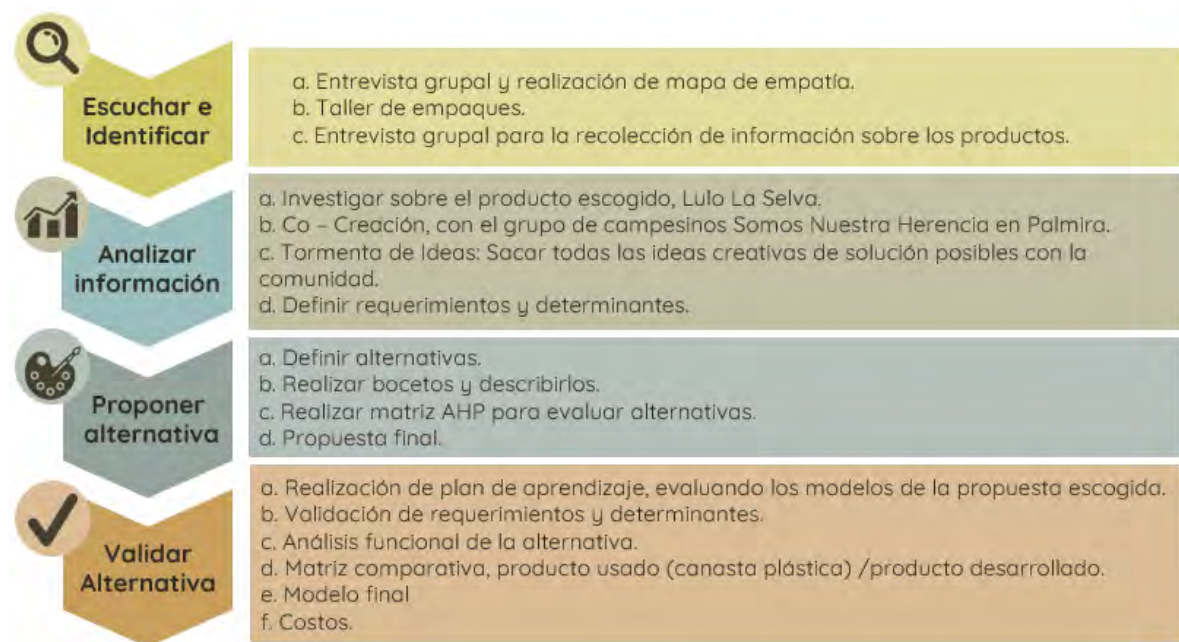 Escuchar e
Identificar
a. Entrevista grupal y realización de mapa de empatía.
b. Taller de empaques.
c. Entrevista grupal para la recolección de información sobre los productos.
Analizar
información
a. Investigar sobre el producto escogido, Lulo La Selva.
b. Co – Creación, con el grupo de campesinos Somos Nuestra Herencia en Palmira.
c. Tormenta de Ideas: Sacar todas las ideas creativas de solución posibles con la
comunidad.
d. Definir requerimientos y determinantes.
Proponer
alternativa
a. Definir alternativas.
b. Realizar bocetos y describirlos.
c. Realizar matriz AHP para evaluar alternativas.
d. Propuesta final.
Validar
Alternativa
a. Realización de plan de aprendizaje, evaluando los modelos de la propuesta escogida.
b. Validación de requerimientos y determinantes.
c. Análisis funcional de la alternativa.
d. Matriz comparativa, producto usado (canasta plástica) /producto desarrollado.
e. Modelo final
f. Costos.